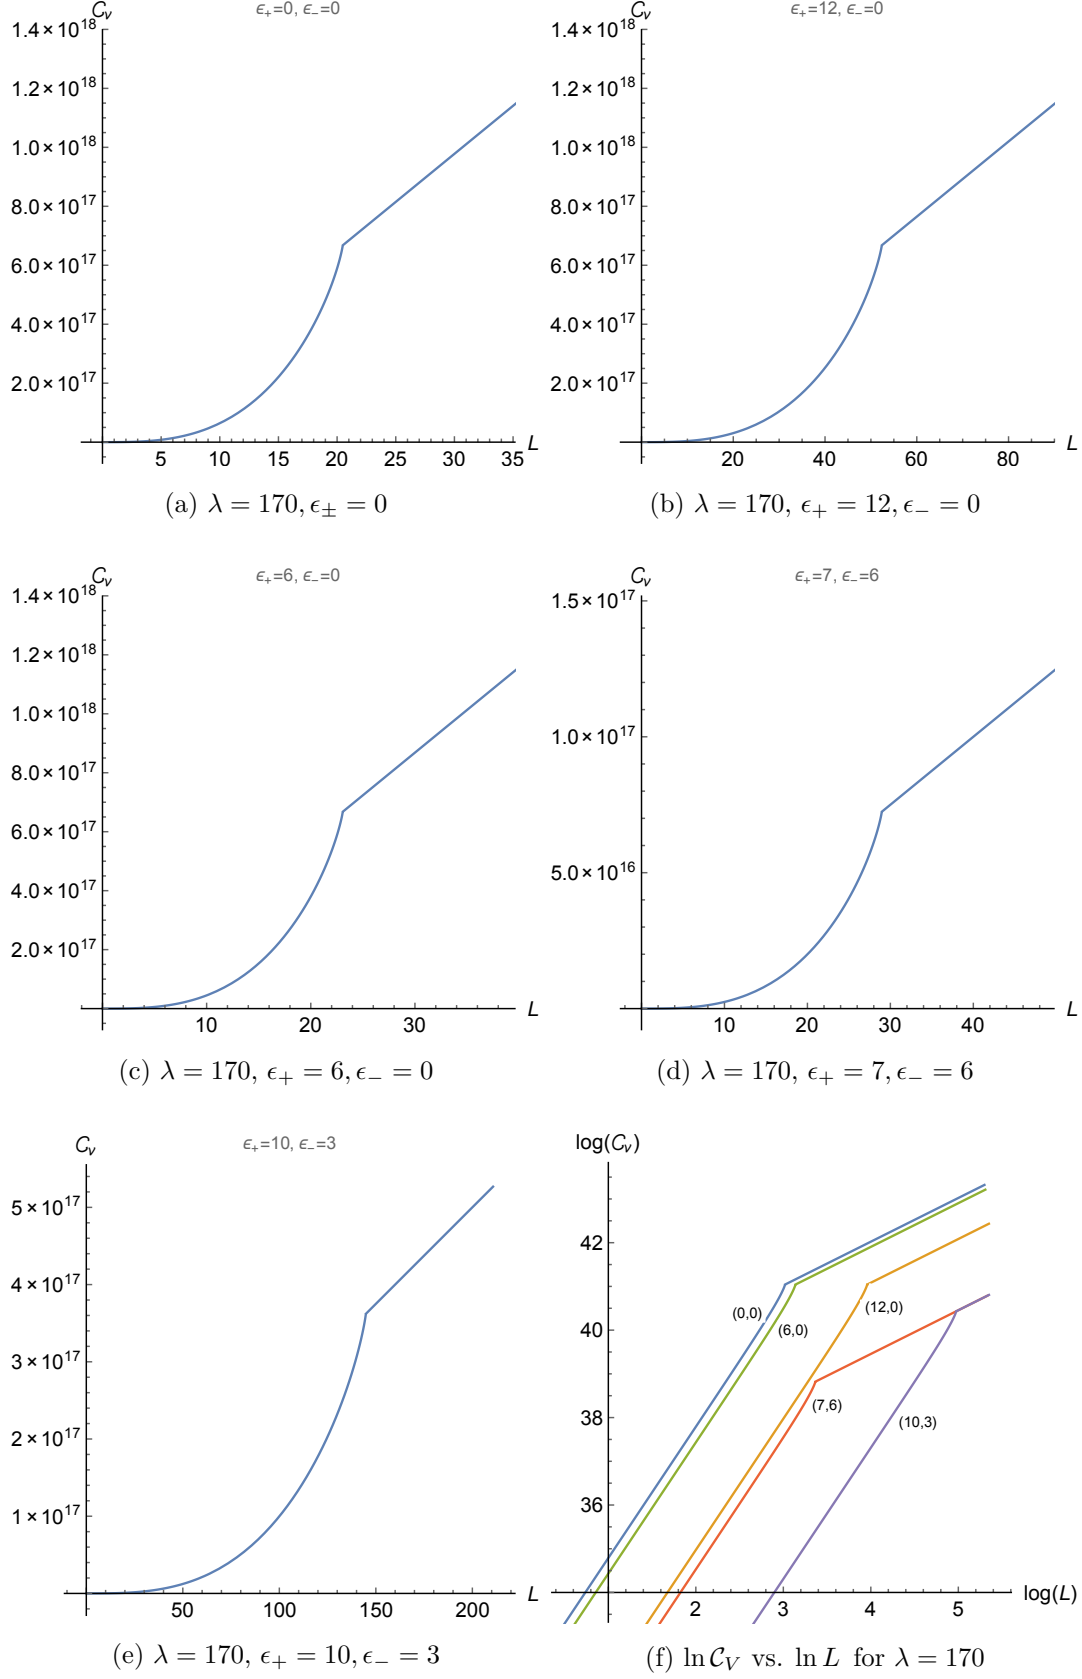 C_v
ϵ₊=0, ϵ₋=0
1.4×10^18
1.2×10^18
1.0×10^18
8.0×10^17
6.0×10^17
4.0×10^17
2.0×10^17
5 10 15 20 25 30 35 L
(a) λ = 170, ϵ± = 0
C_v
ϵ₊=12, ϵ₋=0
1.4×10^18
1.2×10^18
1.0×10^18
8.0×10^17
6.0×10^17
4.0×10^17
2.0×10^17
20 40 60 80 L
(b) λ = 170, ϵ₊ = 12, ϵ₋ = 0
C_v
ϵ₊=6, ϵ₋=0
1.4×10^18
1.2×10^18
1.0×10^18
8.0×10^17
6.0×10^17
4.0×10^17
2.0×10^17
10 20 30 L
(c) λ = 170, ϵ₊ = 6, ϵ₋ = 0
C_v
ϵ₊=7, ϵ₋=6
1.5×10^17
1.0×10^17
5.0×10^16
10 20 30 40 L
(d) λ = 170, ϵ₊ = 7, ϵ₋ = 6
C_v
ϵ₊=10, ϵ₋=3
5×10^17
4×10^17
3×10^17
2×10^17
1×10^17
50 100 150 200 L
(e) λ = 170, ϵ₊ = 10, ϵ₋ = 3
log(C_v)
42
40
38
36
(0,0)
(6,0)
(12,0)
(7,6)
(10,3)
2 3 4 5 log(L)
(f) ln C_V vs. ln L for λ = 170